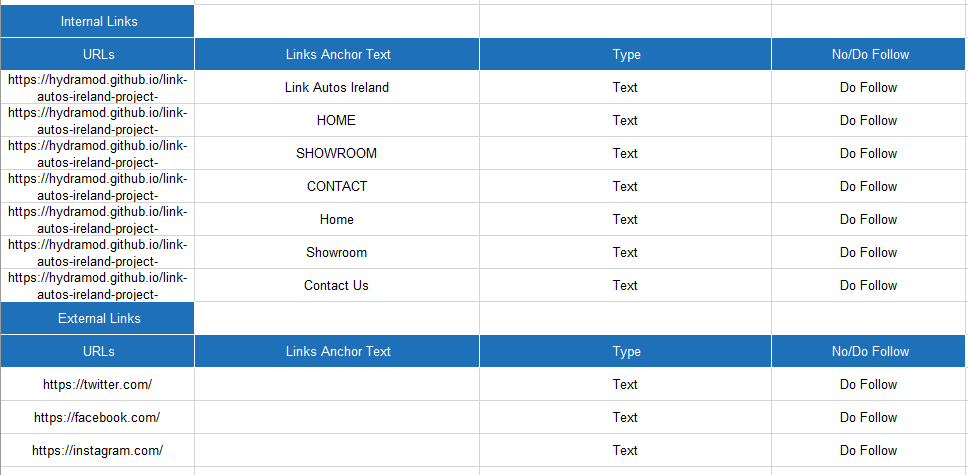 Internal Links
URLs Links Anchor Text Type No/Do Follow
https://hydramod.github.io/link-
autos-ireland-project-
Link Autos Ireland Text Do Follow
https://hydramod.github.io/link-
autos-ireland-project-
HOME Text Do Follow
https://hydramod.github.io/link-
autos-ireland-project-
SHOWROOM Text Do Follow
https://hydramod.github.io/link-
autos-ireland-project-
CONTACT Text Do Follow
https://hydramod.github.io/link-
autos-ireland-project-
Home Text Do Follow
https://hydramod.github.io/link-
autos-ireland-project-
Showroom Text Do Follow
https://hydramod.github.io/link-
autos-ireland-project-
Contact Us Text Do Follow
External Links
URLs Links Anchor Text Type No/Do Follow
https://twitter.com/ Text Do Follow
https://facebook.com/ Text Do Follow
https://instagram.com/ Text Do Follow